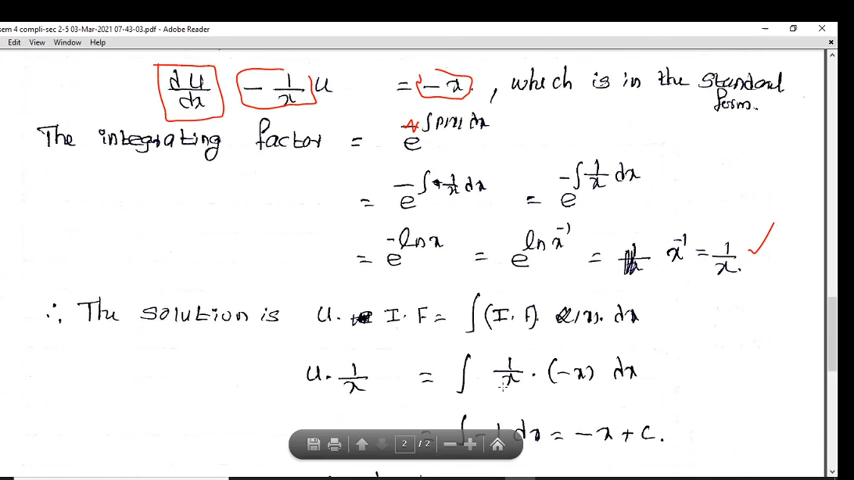 sem 4 compli-sec 2-5 03-Mar-2021 07-43-03.pdf - Adobe Reader
Edit View Window Help
dU/dx - 1/x U = -x, which is in the standard form.
The integrating factor = e^∫P(x) dx
= e^-∫1/x dx = e^-∫1/x dx
= e^-ln x = e^ln x^-1 = x^-1 = 1/x.
∴ The solution is U. I.F = ∫(I.F). Q(x). dx
U. 1/x = ∫ 1/x · (-x) dx
∫ -1 dx = -x + c.
2 / 2